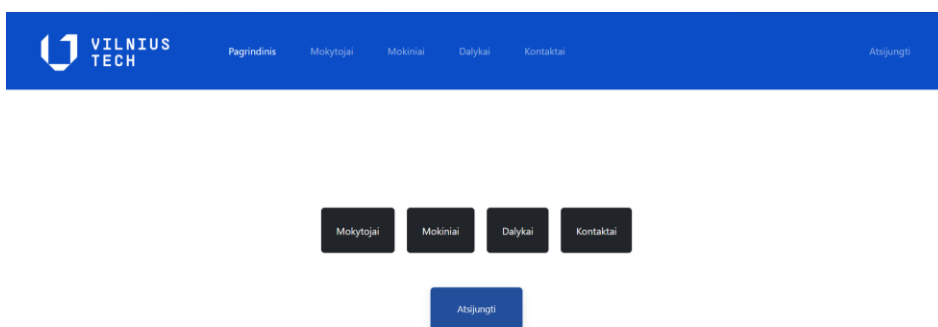 VILNIUS
TECH
Pagrindinis Mokytojai Mokiniai Dalykai Kontaktai Atsijungti
Mokytojai Mokiniai Dalykai Kontaktai
Atsijungti